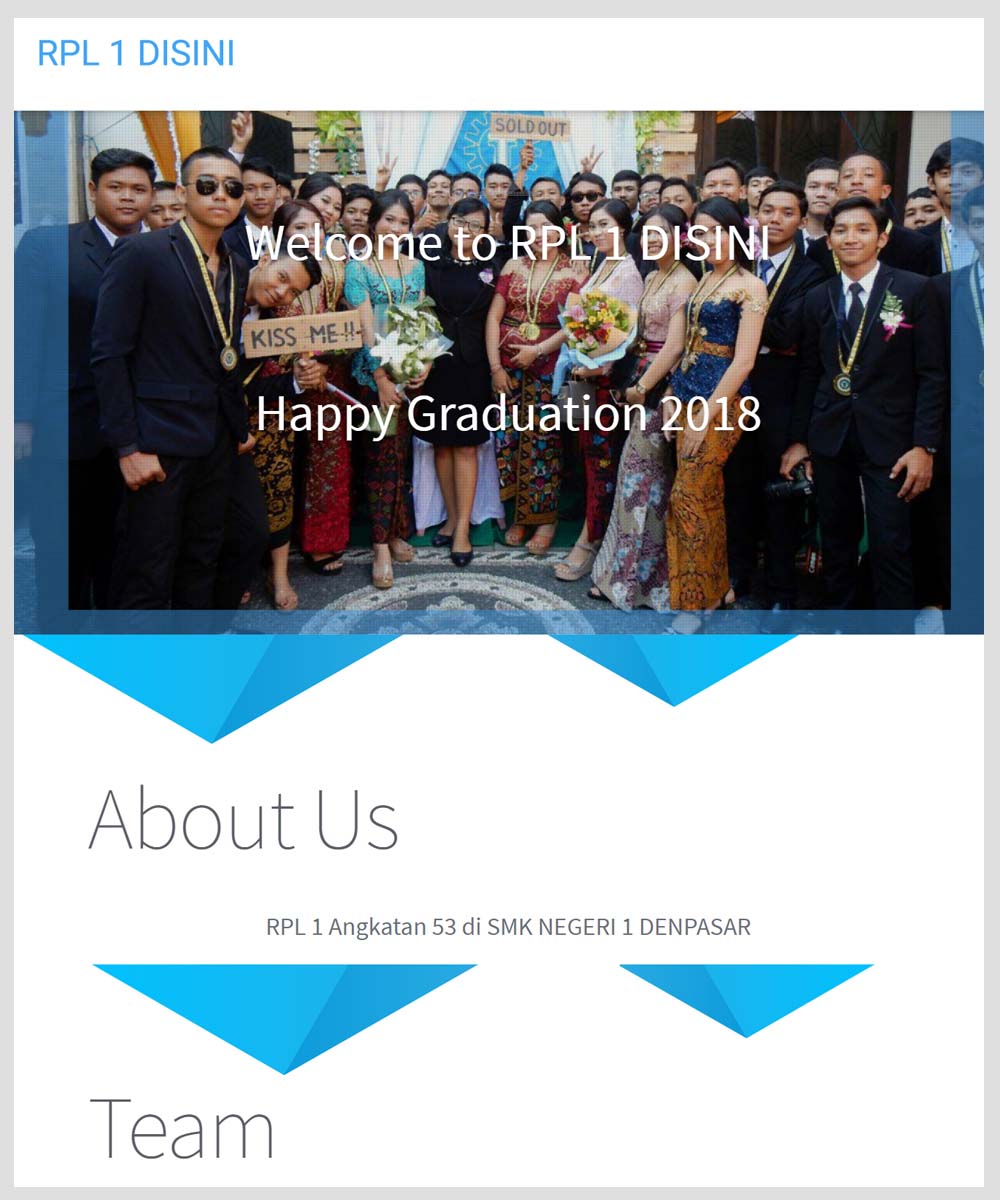 RPL 1 DISINI
SOLD OUT
Welcome to RPL 1 DISINI
KISS ME!!
Happy Graduation 2018
About Us
RPL 1 Angkatan 53 di SMK NEGERI 1 DENPASAR
Team